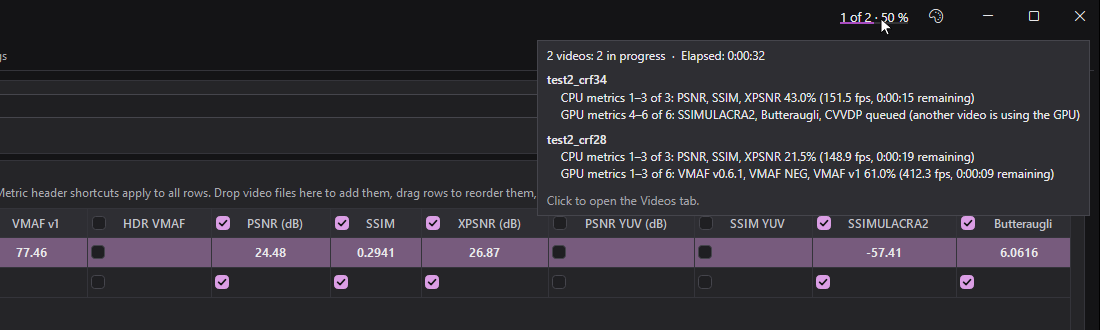 1 of 2 · 50 %
gs
2 videos: 2 in progress · Elapsed: 0:00:32
test2_crf34
CPU metrics 1–3 of 3: PSNR, SSIM, XPSNR 43.0% (151.5 fps, 0:00:15 remaining)
GPU metrics 4–6 of 6: SSIMULACRA2, Butteraugli, CVVDP queued (another video is using the GPU)
test2_crf28
CPU metrics 1–3 of 3: PSNR, SSIM, XPSNR 21.5% (148.9 fps, 0:00:19 remaining)
GPU metrics 1–3 of 6: VMAF v0.6.1, VMAF NEG, VMAF v1 61.0% (412.3 fps, 0:00:09 remaining)
Click to open the Videos tab.
Metric header shortcuts apply to all rows. Drop video files here to add them, drag rows to reorder them,
VMAF v1 HDR VMAF PSNR (dB) SSIM XPSNR (dB) PSNR YUV (dB) SSIM YUV SSIMULACRA2 Butteraugli
77.46 24.48 0.2941 26.87 -57.41 6.0616